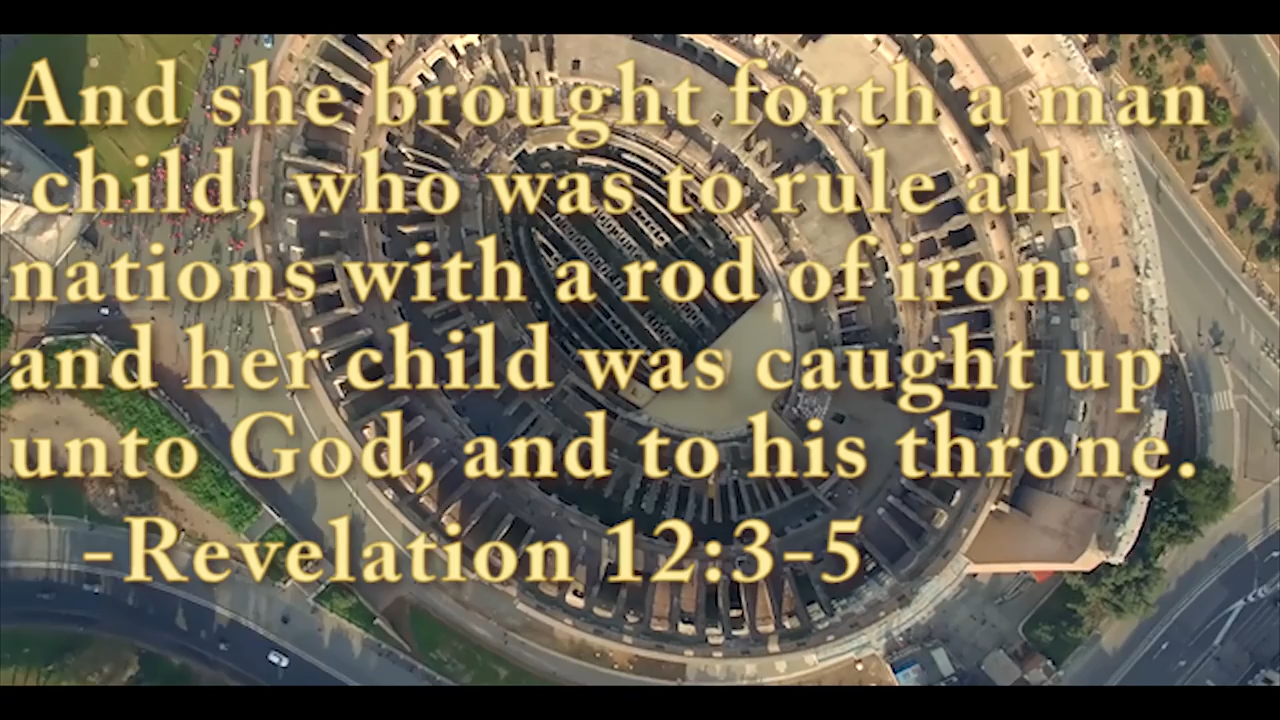 And she brought forth a man
child, who was to rule all
nations with a rod of iron:
and her child was caught up
unto God, and to his throne.
-Revelation 12:3-5